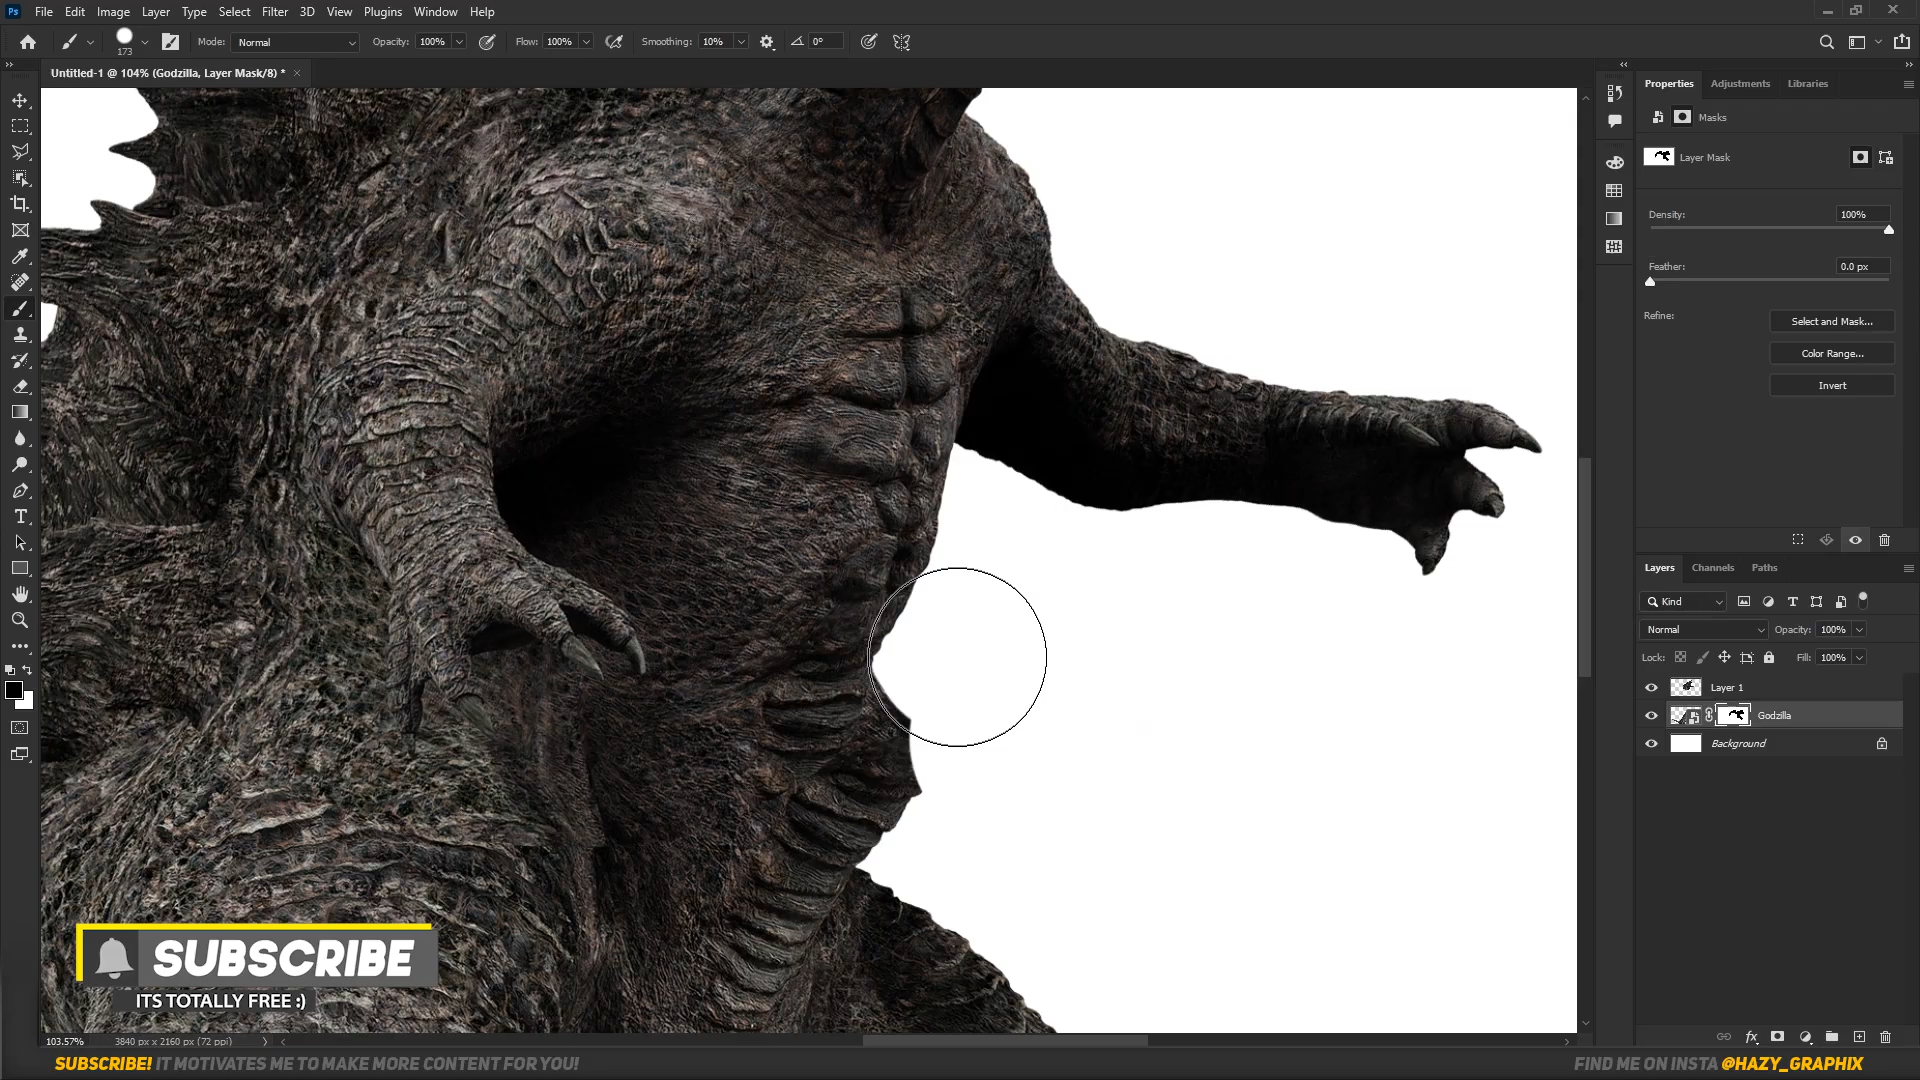 Ps File Edit Image Layer Type Select Filter 3D View Plugins Window Help
173 Mode: Normal Opacity: 100% Flow: 100% Smoothing: 10% 0°
Untitled-1 @ 104% (Godzilla, Layer Mask/8) *
Properties Adjustments Libraries
Masks
Layer Mask
Density: 100%
Feather: 0.0 px
Refine:
Select and Mask...
Color Range...
Invert
Layers Channels Paths
Kind
Normal Opacity: 100%
Lock: Fill: 100%
Layer 1
Godzilla
Background
SUBSCRIBE
ITS TOTALLY FREE :)
103.57% 3840 px x 2160 px (72 ppi)
SUBSCRIBE! IT MOTIVATES ME TO MAKE MORE CONTENT FOR YOU!
FIND ME ON INSTA @HAZY_GRAPHIX